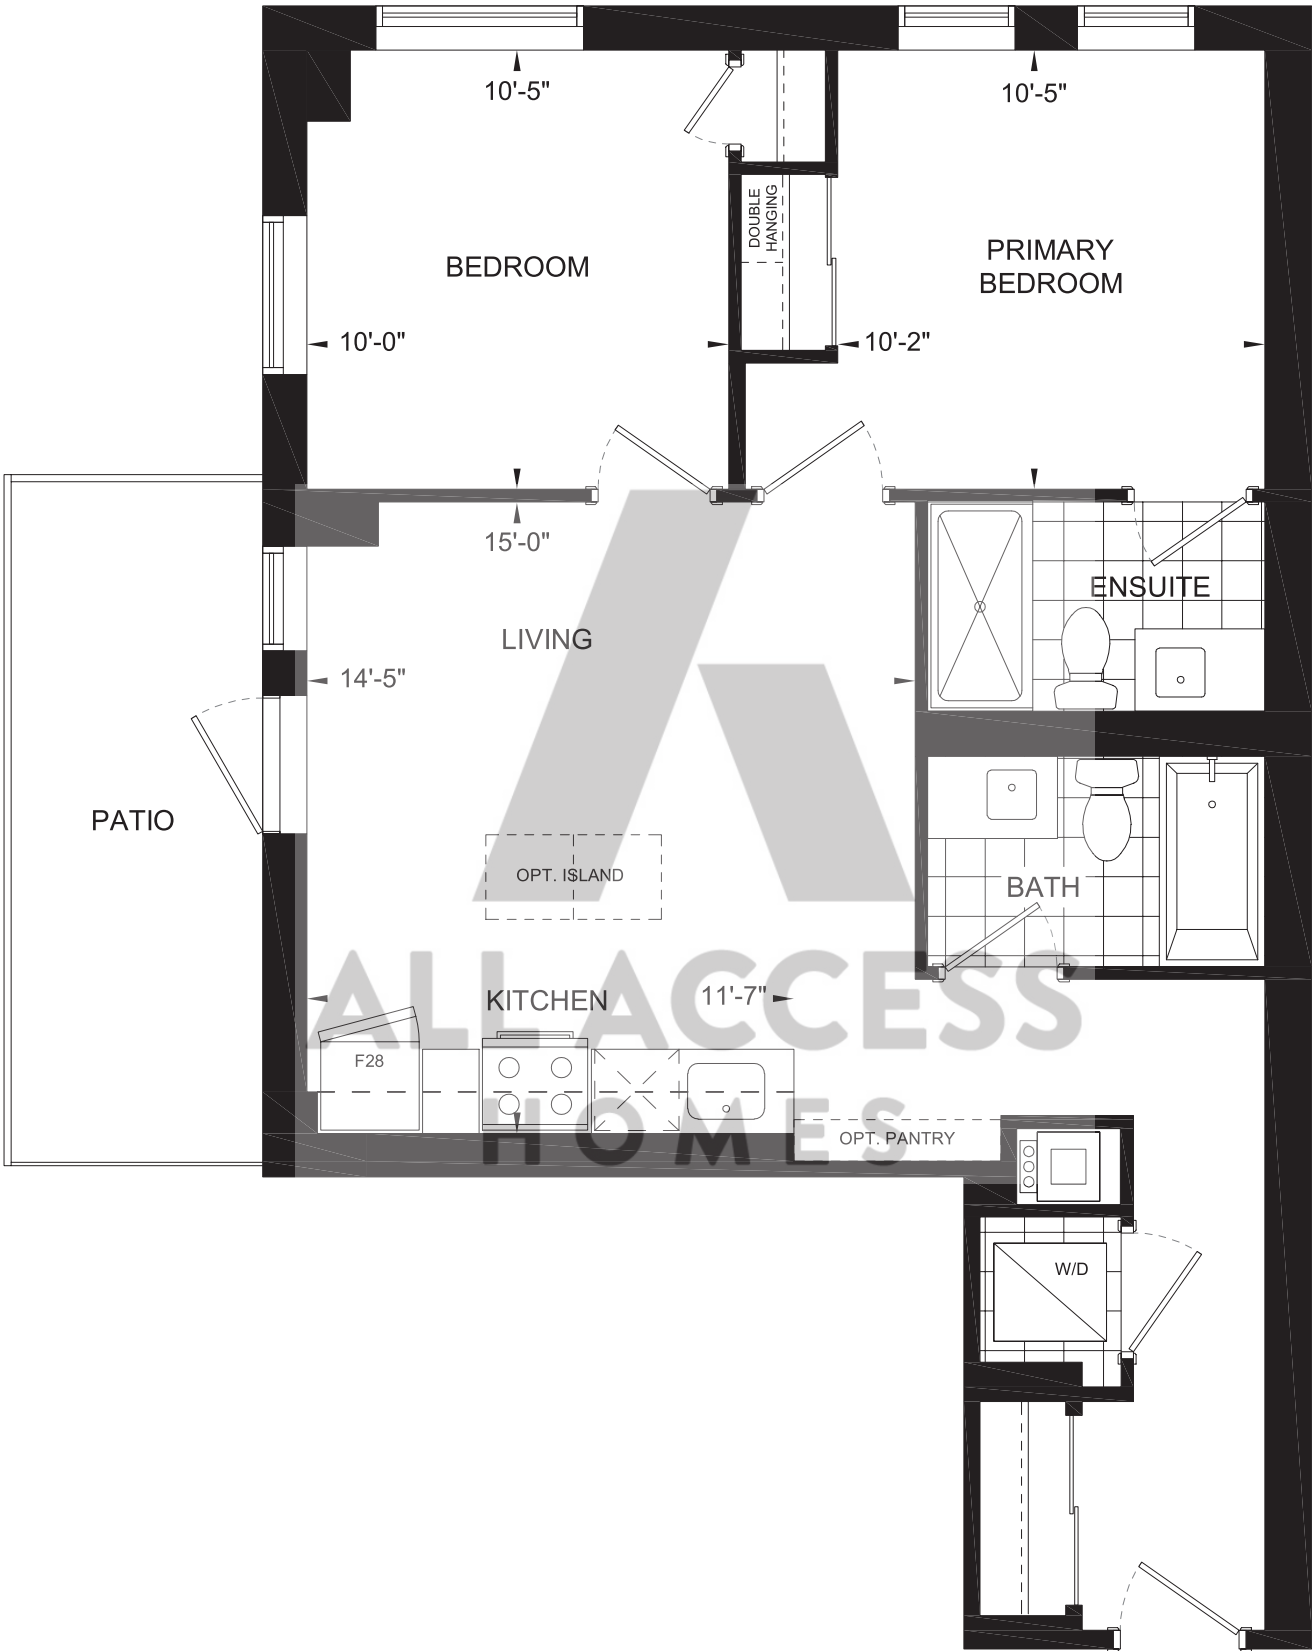 10'-5"
10'-5"
DOUBLE
HANGING
BEDROOM
PRIMARY
BEDROOM
10'-0"
10'-2"
15'-0"
ENSUITE
LIVING
14'-5"
PATIO
OPT. ISLAND
BATH
ALL ACCESS
KITCHEN
11'-7"
F28
HOMES
OPT. PANTRY
W/D